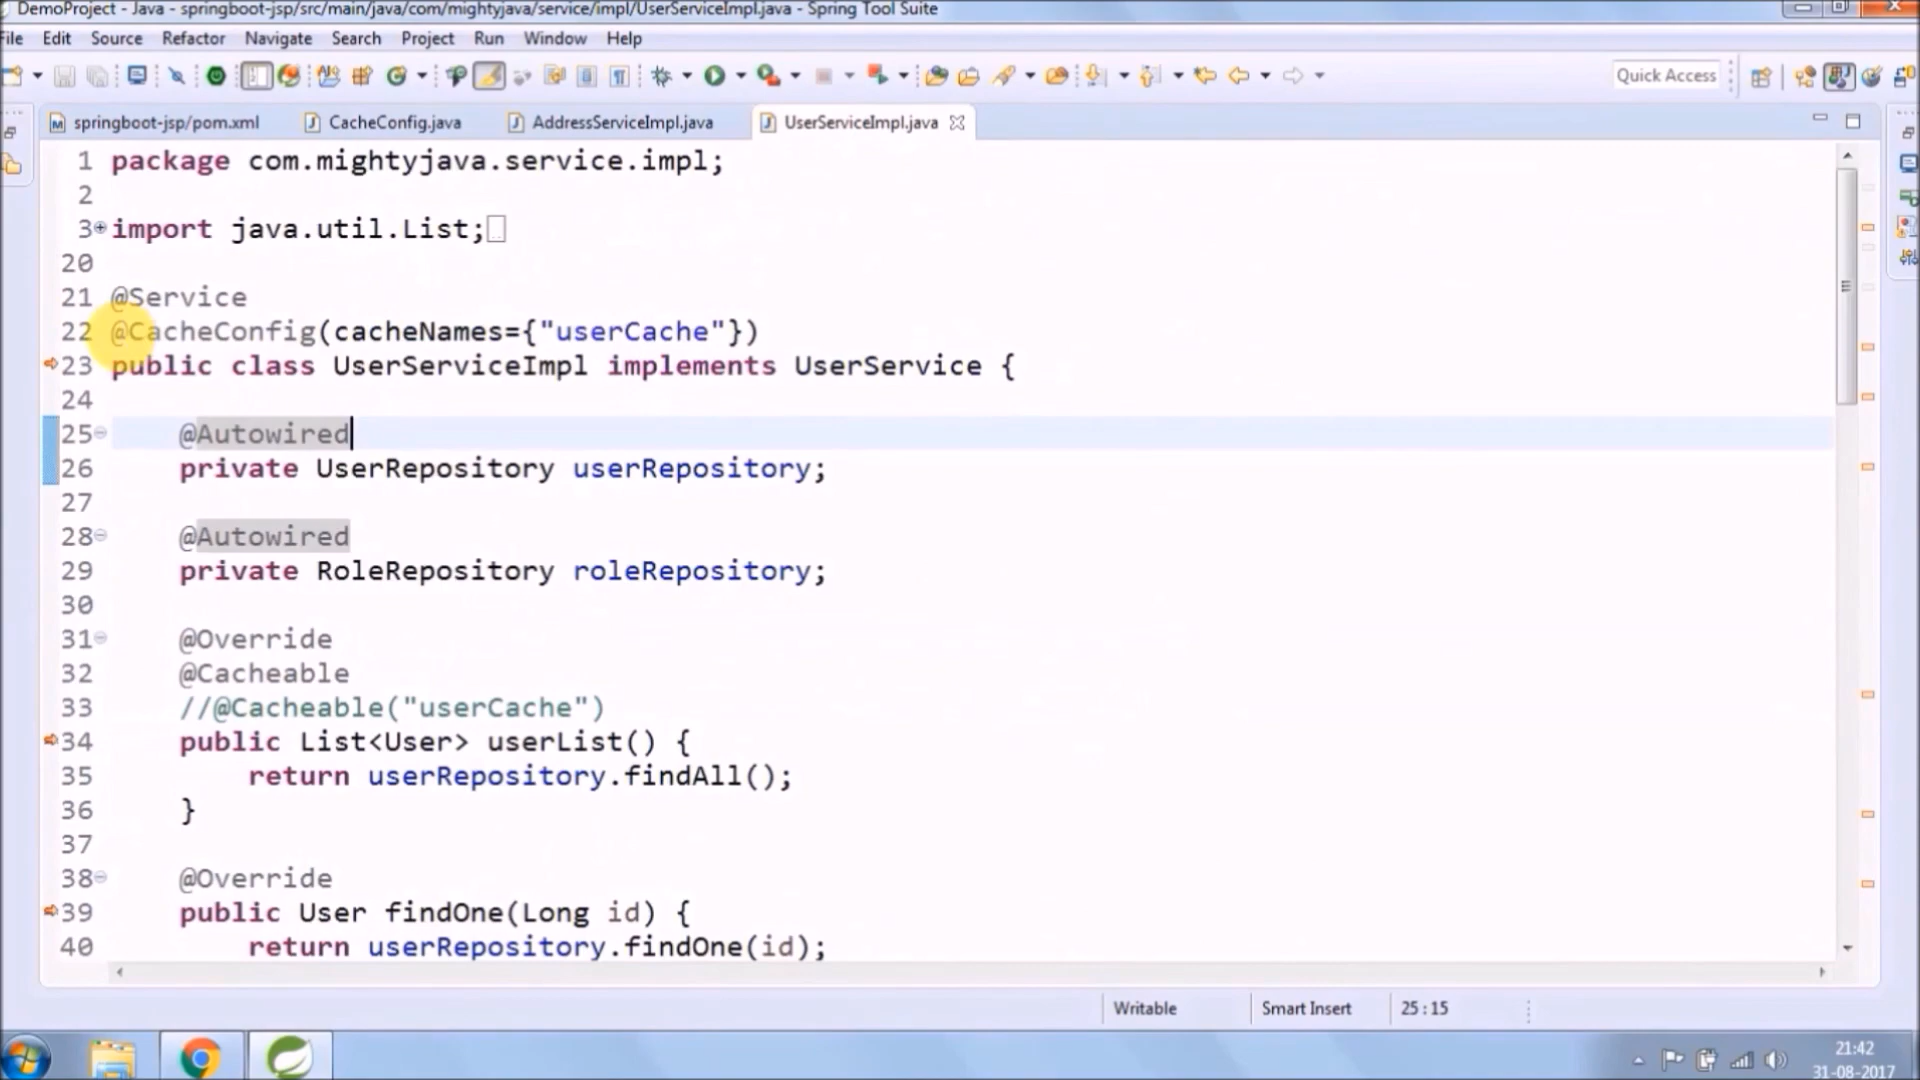 DemoProject - Java - springboot-jsp/src/main/java/com/mightyjava/service/impl/UserServiceImpl.java - Spring Tool Suite
File Edit Source Refactor Navigate Search Project Run Window Help
Quick Access
springboot-jsp/pom.xml CacheConfig.java AddressServiceImpl.java UserServiceImpl.java
1 package com.mightyjava.service.impl;
2
3 import java.util.List;
20
21 @Service
22 @CacheConfig(cacheNames={"userCache"})
23 public class UserServiceImpl implements UserService {
24
25 @Autowired
26 private UserRepository userRepository;
27
28 @Autowired
29 private RoleRepository roleRepository;
30
31 @Override
32 @Cacheable
33 //@Cacheable("userCache")
34 public List<User> userList() {
35 return userRepository.findAll();
36 }
37
38 @Override
39 public User findOne(Long id) {
40 return userRepository.findOne(id);
Writable Smart Insert 25 : 15
21:42
31-08-2017